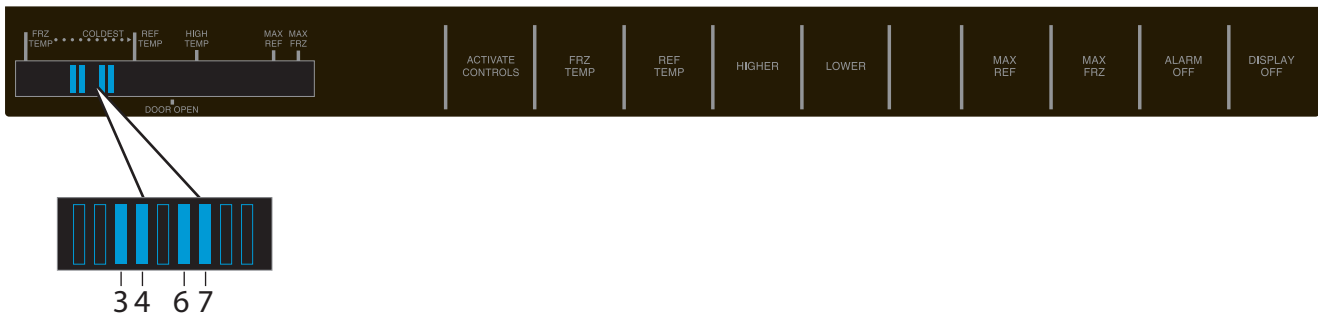 FRZ TEMP COLDEST REF TEMP HIGH TEMP MAX REF MAX FRZ
DOOR OPEN
ACTIVATE CONTROLS
FRZ TEMP
REF TEMP
HIGHER
LOWER
MAX REF
MAX FRZ
ALARM OFF
DISPLAY OFF
3 4 6 7